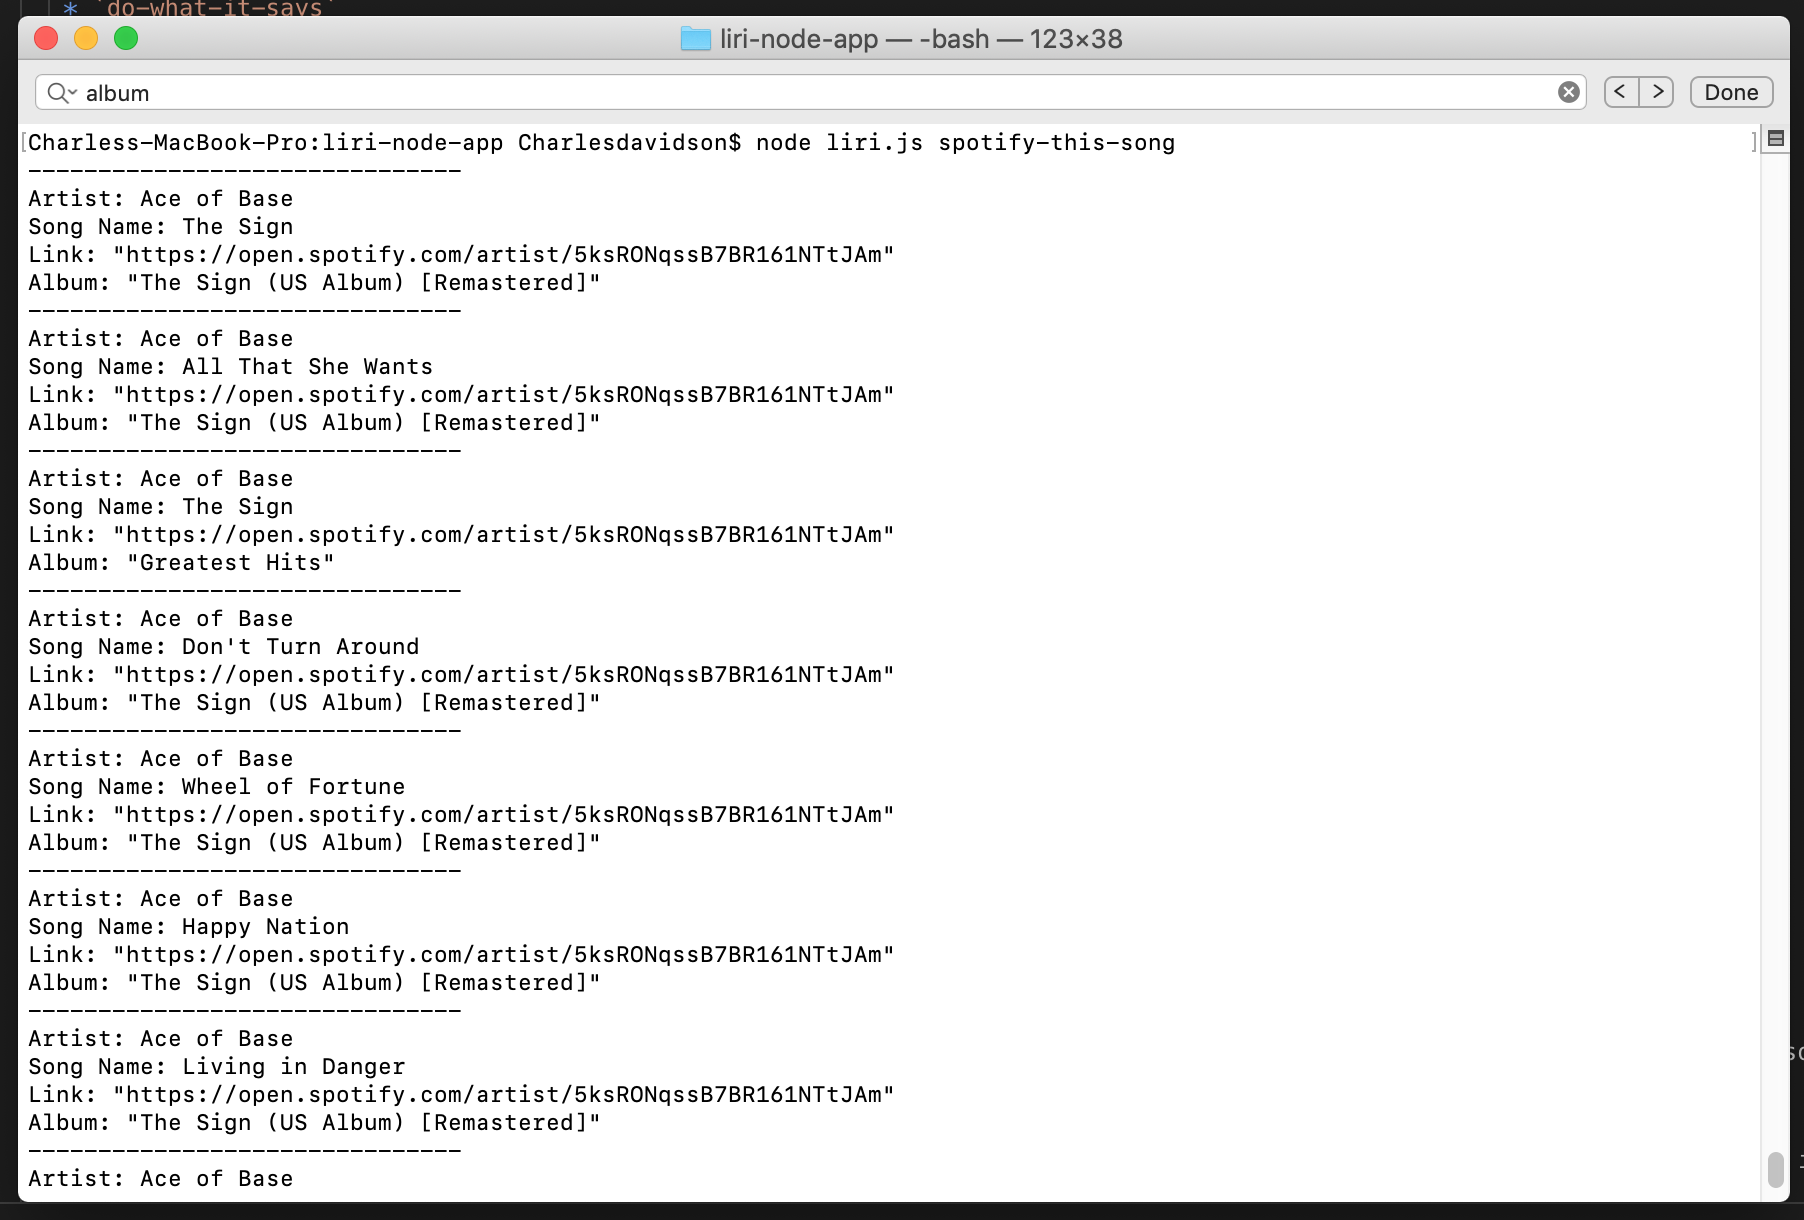 * `do-what-it-says`
liri-node-app — -bash — 123×38
album
Done
[Charless-MacBook-Pro:liri-node-app Charlesdavidson$ node liri.js spotify-this-song ]
-------------------------------
Artist: Ace of Base
Song Name: The Sign
Link: "https://open.spotify.com/artist/5ksRONqssB7BR161NTtJAm"
Album: "The Sign (US Album) [Remastered]"
-------------------------------
Artist: Ace of Base
Song Name: All That She Wants
Link: "https://open.spotify.com/artist/5ksRONqssB7BR161NTtJAm"
Album: "The Sign (US Album) [Remastered]"
-------------------------------
Artist: Ace of Base
Song Name: The Sign
Link: "https://open.spotify.com/artist/5ksRONqssB7BR161NTtJAm"
Album: "Greatest Hits"
-------------------------------
Artist: Ace of Base
Song Name: Don't Turn Around
Link: "https://open.spotify.com/artist/5ksRONqssB7BR161NTtJAm"
Album: "The Sign (US Album) [Remastered]"
-------------------------------
Artist: Ace of Base
Song Name: Wheel of Fortune
Link: "https://open.spotify.com/artist/5ksRONqssB7BR161NTtJAm"
Album: "The Sign (US Album) [Remastered]"
-------------------------------
Artist: Ace of Base
Song Name: Happy Nation
Link: "https://open.spotify.com/artist/5ksRONqssB7BR161NTtJAm"
Album: "The Sign (US Album) [Remastered]"
-------------------------------
Artist: Ace of Base
Song Name: Living in Danger
Link: "https://open.spotify.com/artist/5ksRONqssB7BR161NTtJAm"
Album: "The Sign (US Album) [Remastered]"
-------------------------------
Artist: Ace of Base